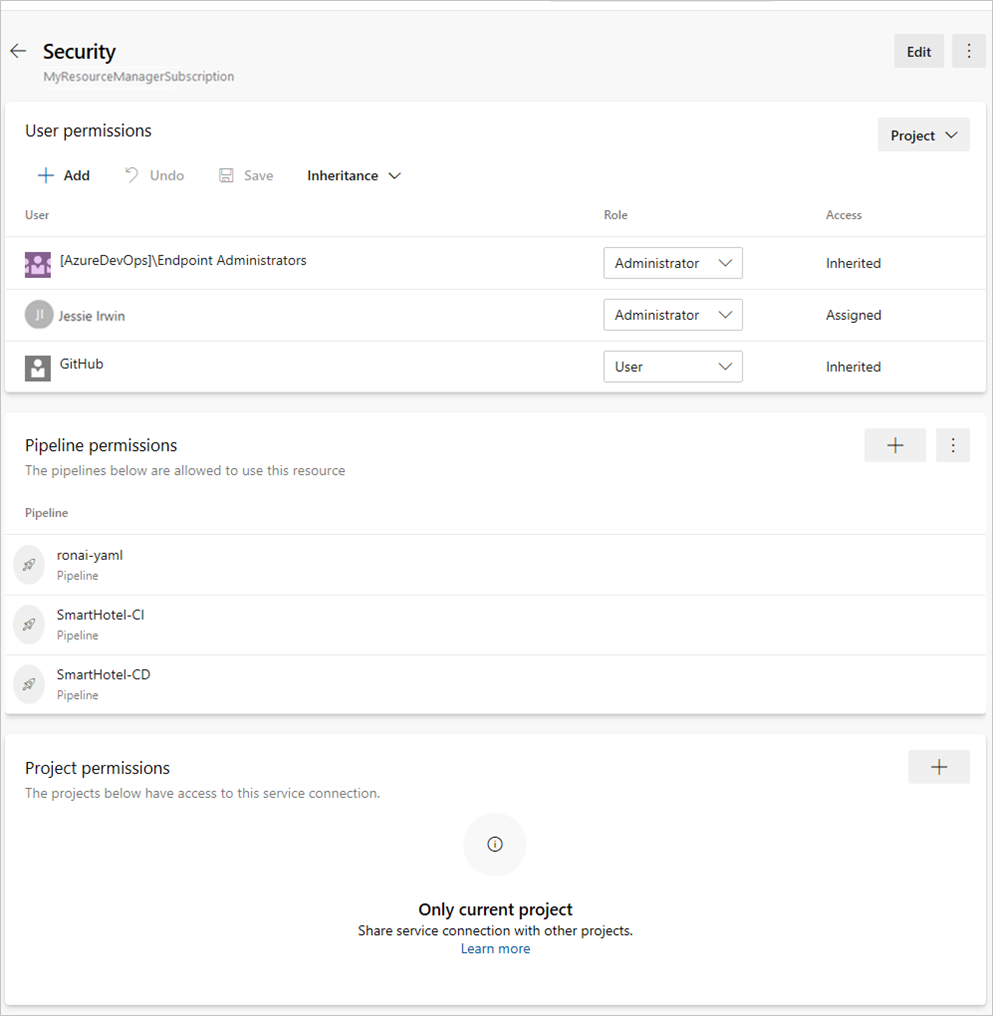 Security
MyResourceManagerSubscription
Edit
User permissions
Project
Add Undo Save Inheritance
User Role Access
[AzureDevOps]\Endpoint Administrators Administrator Inherited
JI Jessie Irwin Administrator Assigned
GitHub User Inherited
Pipeline permissions
The pipelines below are allowed to use this resource
Pipeline
ronai-yaml
Pipeline
SmartHotel-CI
Pipeline
SmartHotel-CD
Pipeline
Project permissions
The projects below have access to this service connection.
Only current project
Share service connection with other projects.
Learn more